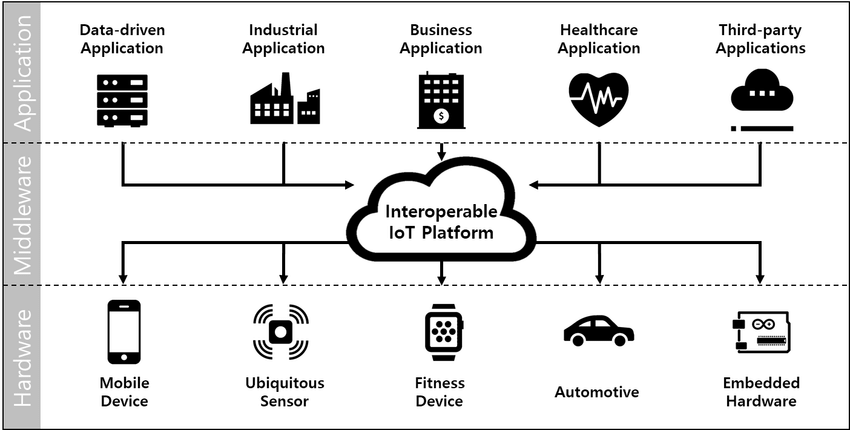 Application
Data-driven
Application
Industrial
Application
Business
Application
Healthcare
Application
Third-party
Applications
$
Middleware
Interoperable
IoT Platform
Hardware
Mobile
Device
Ubiquitous
Sensor
Fitness
Device
Automotive
Embedded
Hardware